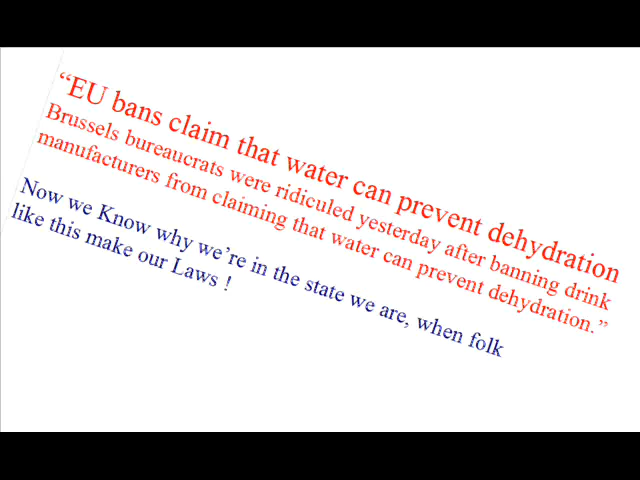 “EU bans claim that water can prevent dehydration
Brussels bureaucrats were ridiculed yesterday after banning drink
manufacturers from claiming that water can prevent dehydration.”
Now we Know why we’re in the state we are, when folk
like this make our Laws !